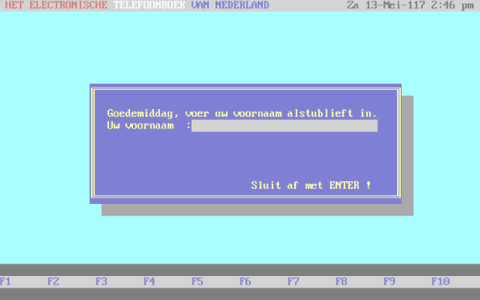 HET ELECTRONISCHE TELEFOONBOEK VAN NEDERLAND Za 13-Mei-117 2:46 pm
Goedemiddag, voer uw voornaam alstublieft in.
Uw voornaam :
Sluit af met ENTER !
F1 F2 F3 F4 F5 F6 F7 F8 F9 F10